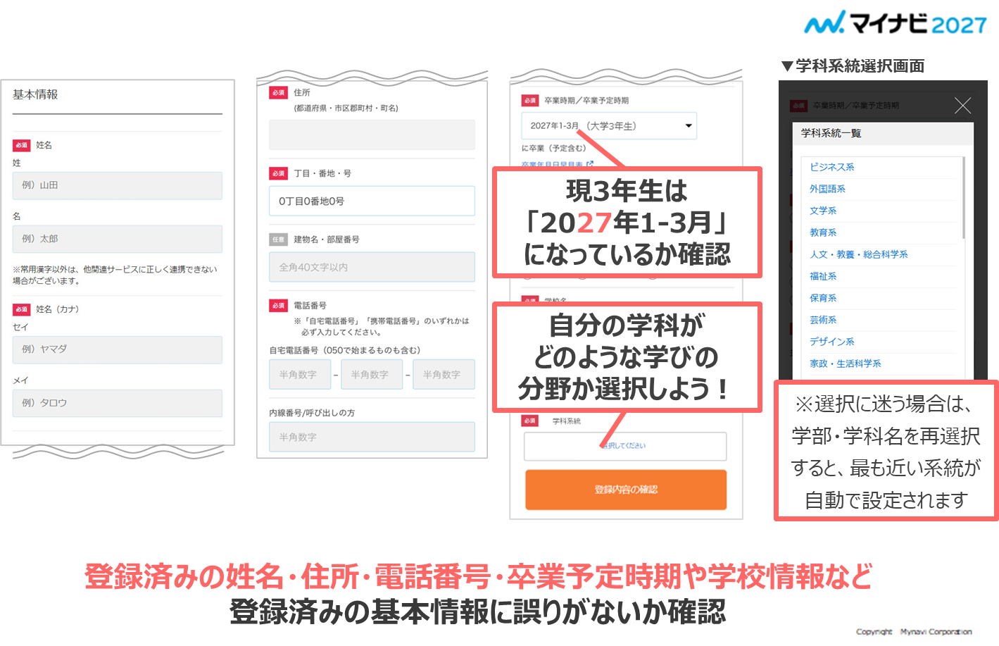 マイナビ2027
基本情報
必須 姓名
姓
例）山田
名
例）太郎
※常用漢字以外は、他関連サービスに正しく連携できない
場合がございます。
必須 姓名（カナ）
セイ
例）ヤマダ
メイ
例）タロウ
必須 住所
(都道府県・市区郡町村・町名)
必須 丁目・番地・号
0丁目0番地0号
任意 建物名・部屋番号
全角40文字以内
必須 電話番号
※「自宅電話番号」「携帯電話番号」のいずれかは
必ず入力してください。
自宅電話番号（050で始まるものも含む）
半角数字 – 半角数字 – 半角数字
内線番号/呼び出しの方
半角数字
必須 卒業時期／卒業予定時期
2027年1-3月 （大学3年生）
に卒業（予定含む）
卒業年月日早見表
現3年生は
「2027年1-3月」
になっているか確認
必須 学校名
自分の学科が
どのような学びの
分野か選択しよう！
必須 学科系統
選択してください
登録内容の確認
▼学科系統選択画面
必須 卒業時期／卒業予定時期
学科系統一覧
ビジネス系
外国語系
文学系
教育系
人文・教養・総合科学系
福祉系
保育系
芸術系
デザイン系
家政・生活科学系
※選択に迷う場合は、
学部・学科名を再選択
すると、最も近い系統が
自動で設定されます
登録済みの姓名・住所・電話番号・卒業予定時期や学校情報など
登録済みの基本情報に誤りがないか確認
Copyright Mynavi Corporation